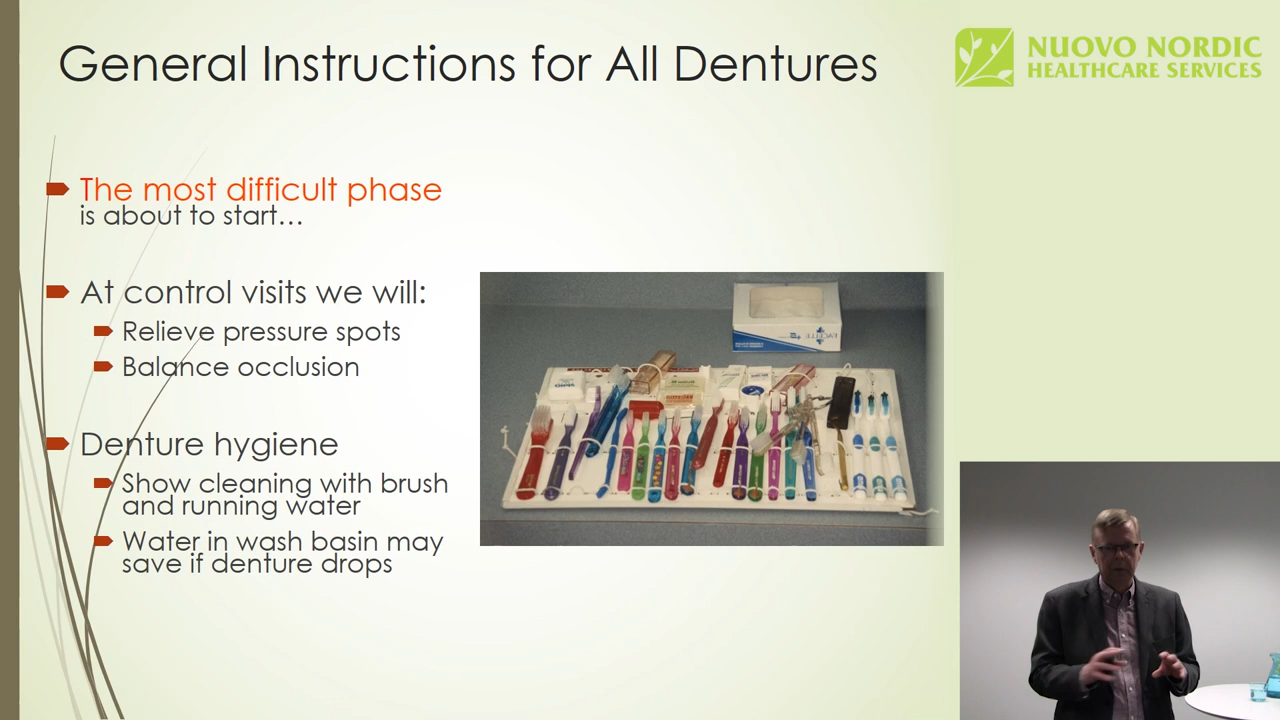 General Instructions for All Dentures
NUOVO NORDIC
HEALTHCARE SERVICES
The most difficult phase
is about to start…
At control visits we will:
Relieve pressure spots
Balance occlusion
Denture hygiene
Show cleaning with brush
and running water
Water in wash basin may
save if denture drops